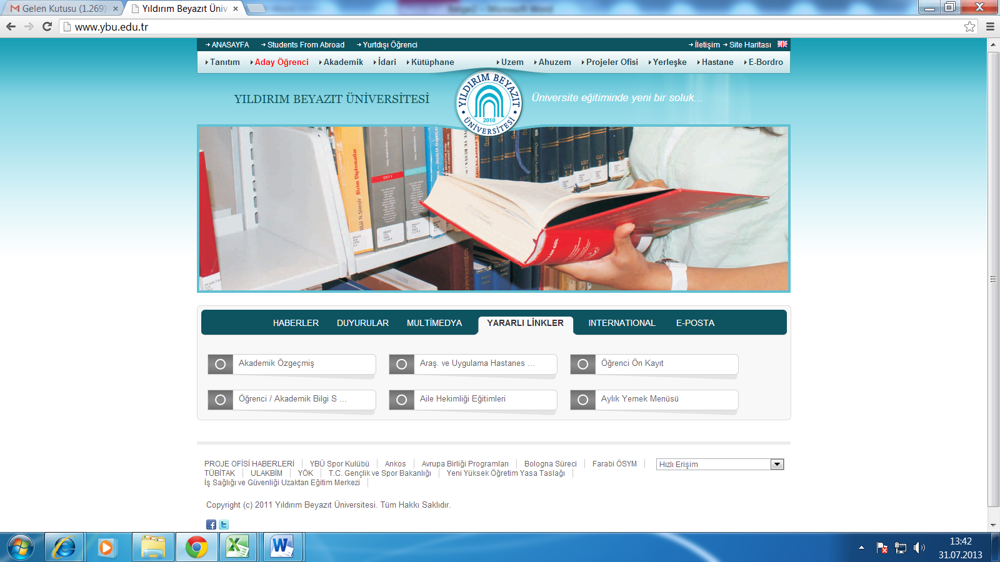 Gelen Kutusu (1.269)
Yıldırım Beyazıt Üniv
www.ybu.edu.tr
ANASAYFA Students From Abroad Yurtdışı Öğrenci İletişim Site Haritası
Tanıtım Aday Öğrenci Akademik İdari Kütüphane Uzem Ahuzem Projeler Ofisi Yerleşke Hastane E-Bordro
YILDIRIM BEYAZIT ÜNİVERSİTESİ
YILDIRIM BEYAZIT
2010
ÜNİVERSİTESİ
Üniversite eğitiminde yeni bir soluk...
Bizim Diplomatlar
CİLT 1
HABERLER DUYURULAR MULTİMEDYA YARARLI LİNKLER INTERNATIONAL E-POSTA
Akademik Özgeçmiş Araş. ve Uygulama Hastanes ... Öğrenci Ön Kayıt
Öğrenci / Akademik Bilgi S ... Aile Hekimliği Eğitimleri Aylık Yemek Menüsü
PROJE OFİSİ HABERLERİ YBÜ Spor Kulübü Ankos Avrupa Birliği Programları Bologna Süreci Farabi ÖSYM Hızlı Erişim
TÜBİTAK ULAKBİM YÖK T.C. Gençlik ve Spor Bakanlığı Yeni Yüksek Öğretim Yasa Taslağı
İş Sağlığı ve Güvenliği Uzaktan Eğitim Merkezi
Copyright (c) 2011 Yıldırım Beyazıt Üniversitesi. Tüm Hakkı Saklıdır.
13:42
31.07.2013